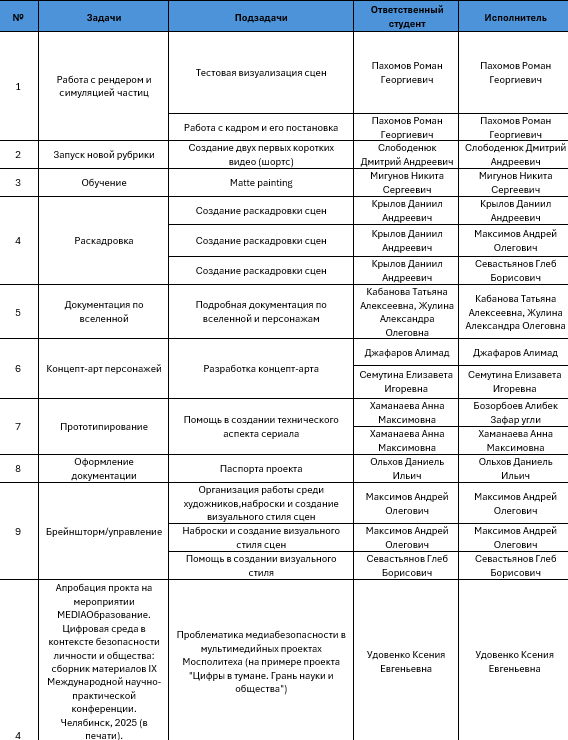 № Задачи Подзадачи Ответственный студент Исполнитель
1 Работа с рендером и симуляцией частиц
Тестовая визуализация сцен
Пахомов Роман Георгиевич
Пахомов Роман Георгиевич
Работа с кадром и его постановка
Пахомов Роман Георгиевич
Пахомов Роман Георгиевич
2 Запуск новой рубрики
Создание двух первых коротких видео (шортс)
Слободенюк Дмитрий Андреевич
Слободенюк Дмитрий Андреевич
3 Обучение
Matte painting
Мигунов Никита Сергеевич
Мигунов Никита Сергеевич
4 Раскадровка
Создание раскадровки сцен
Крылов Даниил Андреевич
Крылов Даниил Андреевич
Создание раскадровки сцен
Крылов Даниил Андреевич
Максимов Андрей Олегович
Создание раскадровки сцен
Крылов Даниил Андреевич
Севастьянов Глеб Борисович
5 Документация по вселенной
Подробная документация по вселенной и персонажам
Кабанова Татьяна Алексеевна, Жулина Александра Олеговна
Кабанова Татьяна Алексеевна, Жулина Александра Олеговна
6 Концепт-арт персонажей
Разработка концепт-арта
Джафаров Алимад
Джафаров Алимад
Семутина Елизавета Игоревна
Семутина Елизавета Игоревна
7 Прототипирование
Помощь в создании технического аспекта сериала
Хаманаева Анна Максимовна
Бозорбоев Алибек Зафар угли
Хаманаева Анна Максимовна
Хаманаева Анна Максимовна
8 Оформление документации
Паспорта проекта
Ольхов Даниель Ильич
Ольхов Даниель Ильич
9 Брейншторм/управление
Организация работы среди художников,наброски и создание визуального стиля сцен
Максимов Андрей Олегович
Максимов Андрей Олегович
Наброски и создание визуального стиля сцен
Максимов Андрей Олегович
Максимов Андрей Олегович
Помощь в создании визуального стиля
Севастьянов Глеб Борисович
Севастьянов Глеб Борисович
4
Апробация прокта на
мероприятии
MEDIAОбразование.
Цифровая среда в
контексте безопасности
личности и общества:
сборник материалов IX
Международной научно-
практической
конференции.
Челябинск, 2025 (в
печати).
Проблематика медиабезопасности в
мультимедийных проектах
Мосполитеха (на примере проекта
"Цифры в тумане. Грань науки и
общества")
Удовенко Ксения Евгеньевна
Удовенко Ксения Евгеньевна